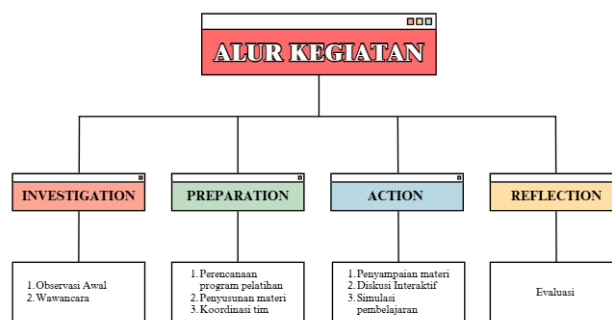 ALUR KEGIATAN
INVESTIGATION
PREPARATION
ACTION
REFLECTION
1. Observasi Awal
2. Wawancara
1. Perencanaan
program pelatihan
2. Penyusunan materi
3. Koordinasi tim
1. Penyampaian materi
2. Diskusi Interaktif
3. Simulasi
pembelajaran
Evaluasi